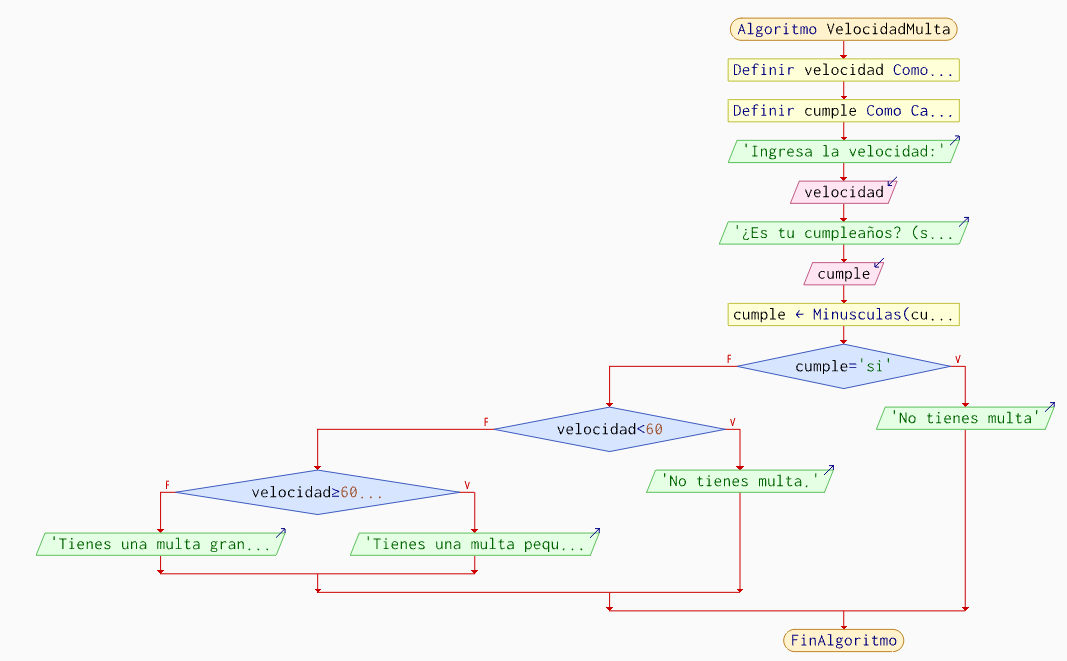 Algoritmo VelocidadMulta
Definir velocidad Como...
Definir cumple Como Ca...
'Ingresa la velocidad:'
velocidad
'¿Es tu cumpleaños? (s...
cumple
cumple ← Minusculas(cu...
F
cumple='si'
V
'No tienes multa'
F
velocidad<60
V
'No tienes multa.'
F
velocidad≥60...
V
'Tienes una multa gran...
'Tienes una multa pequ...
FinAlgoritmo